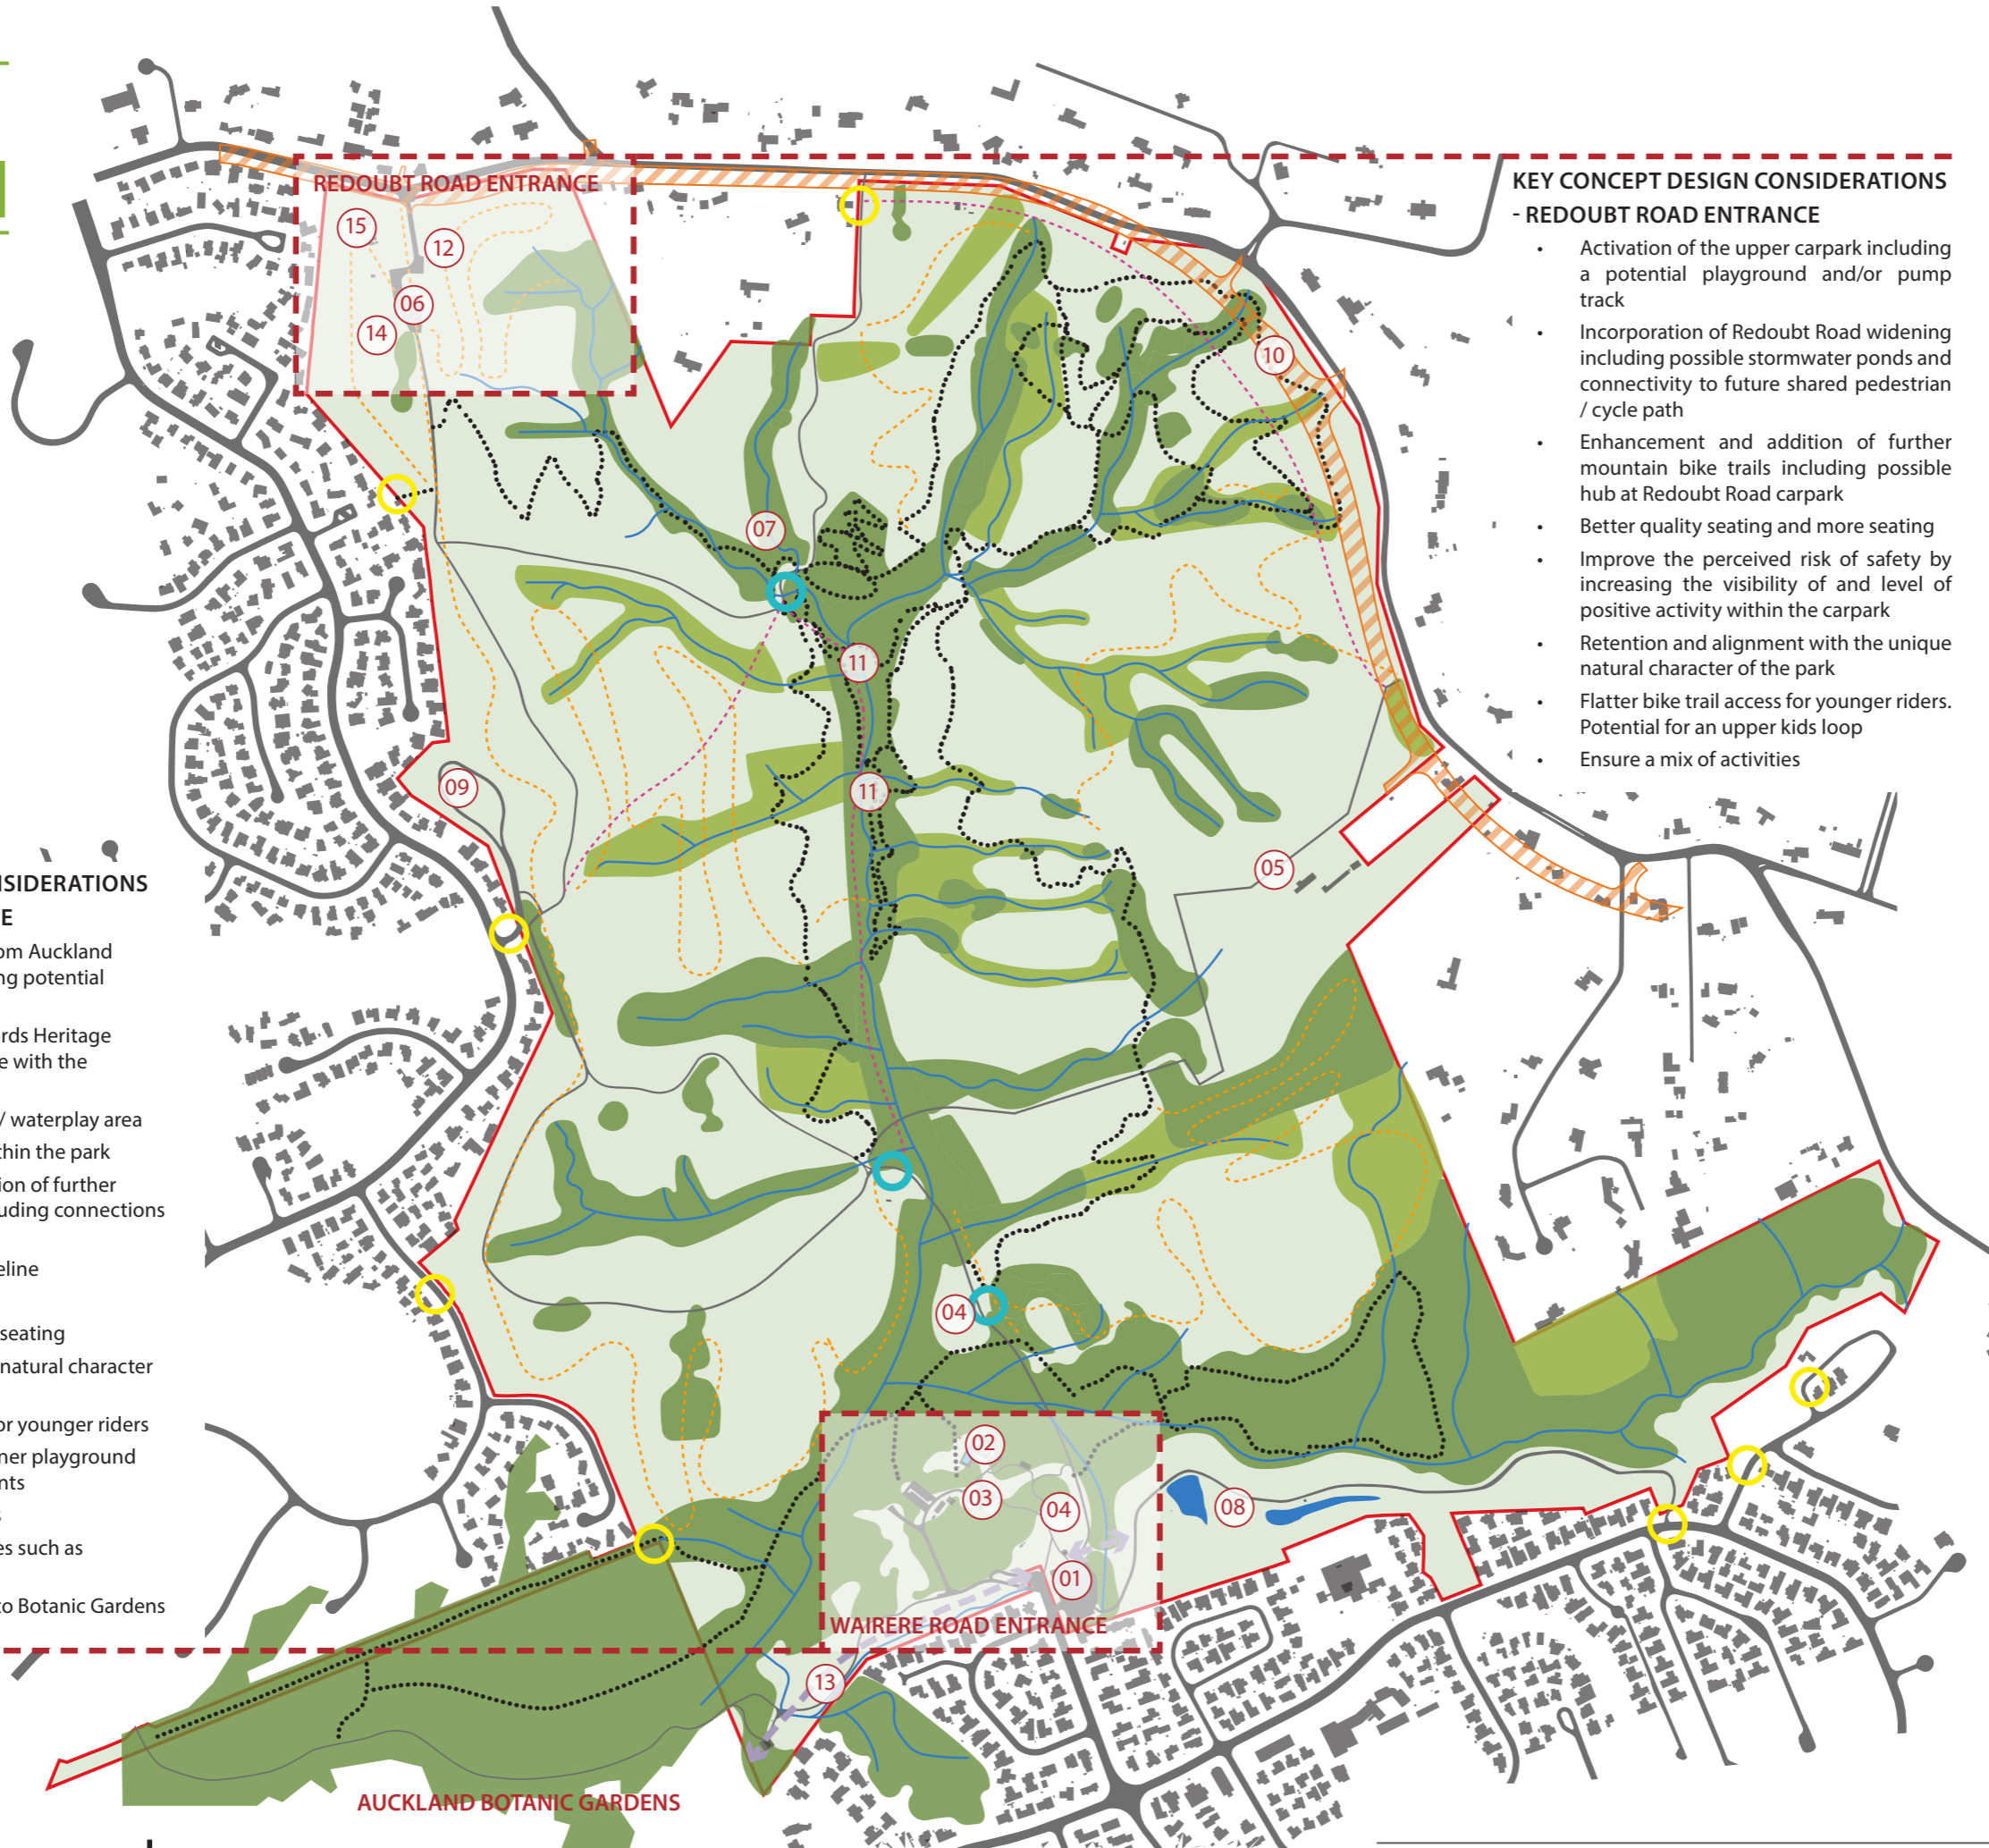 REDOUBT ROAD ENTRANCE
15
12
06
14
10
07
11
11
09
05
04
02
03
04
08
01
WAIRERE ROAD ENTRANCE
13
AUCKLAND BOTANIC GARDENS
KEY CONCEPT DESIGN CONSIDERATIONS
- REDOUBT ROAD ENTRANCE
• Activation of the upper carpark including
a potential playground and/or pump
track
• Incorporation of Redoubt Road widening
including possible stormwater ponds and
connectivity to future shared pedestrian
/ cycle path
• Enhancement and addition of further
mountain bike trails including possible
hub at Redoubt Road carpark
• Better quality seating and more seating
• Improve the perceived risk of safety by
increasing the visibility of and level of
positive activity within the carpark
• Retention and alignment with the unique
natural character of the park
• Flatter bike trail access for younger riders.
Potential for an upper kids loop
• Ensure a mix of activities
NSIDERATIONS
E
om Auckland
ng potential
rds Heritage
e with the
/ waterplay area
thin the park
ion of further
luding connections
eline
seating
natural character
or younger riders
ner playground
nts
s
es such as
to Botanic Gardens